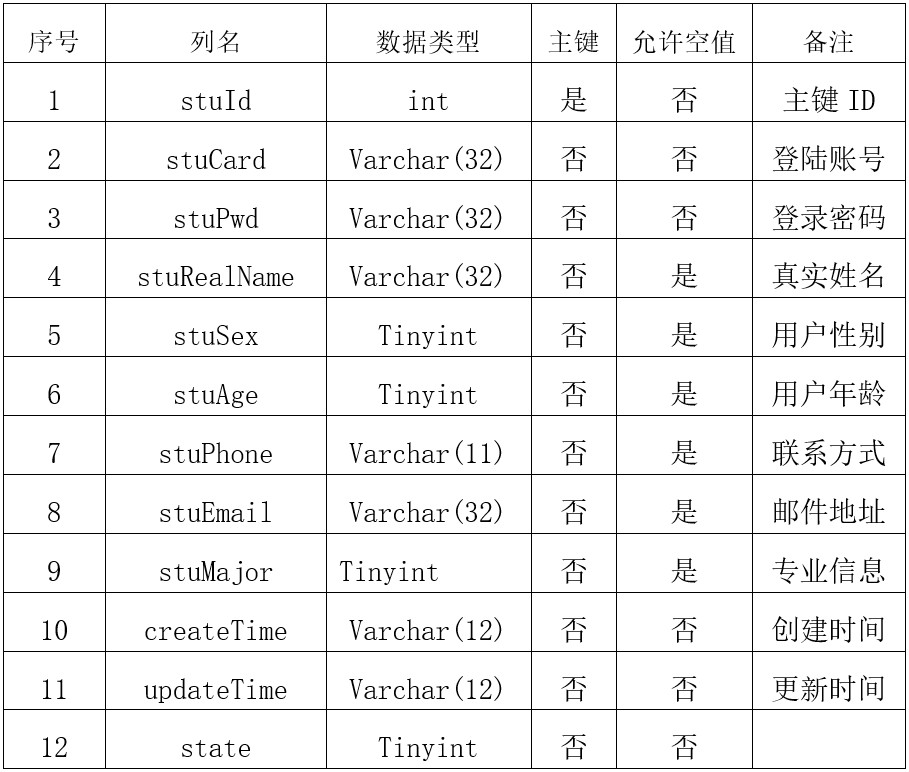 序号 列名 数据类型 主键 允许空值 备注
1 stuId int 是 否 主键 ID
2 stuCard Varchar(32) 否 否 登陆账号
3 stuPwd Varchar(32) 否 否 登录密码
4 stuRealName Varchar(32) 否 是 真实姓名
5 stuSex Tinyint 否 是 用户性别
6 stuAge Tinyint 否 是 用户年龄
7 stuPhone Varchar(11) 否 是 联系方式
8 stuEmail Varchar(32) 否 是 邮件地址
9 stuMajor Tinyint 否 是 专业信息
10 createTime Varchar(12) 否 否 创建时间
11 updateTime Varchar(12) 否 否 更新时间
12 state Tinyint 否 否